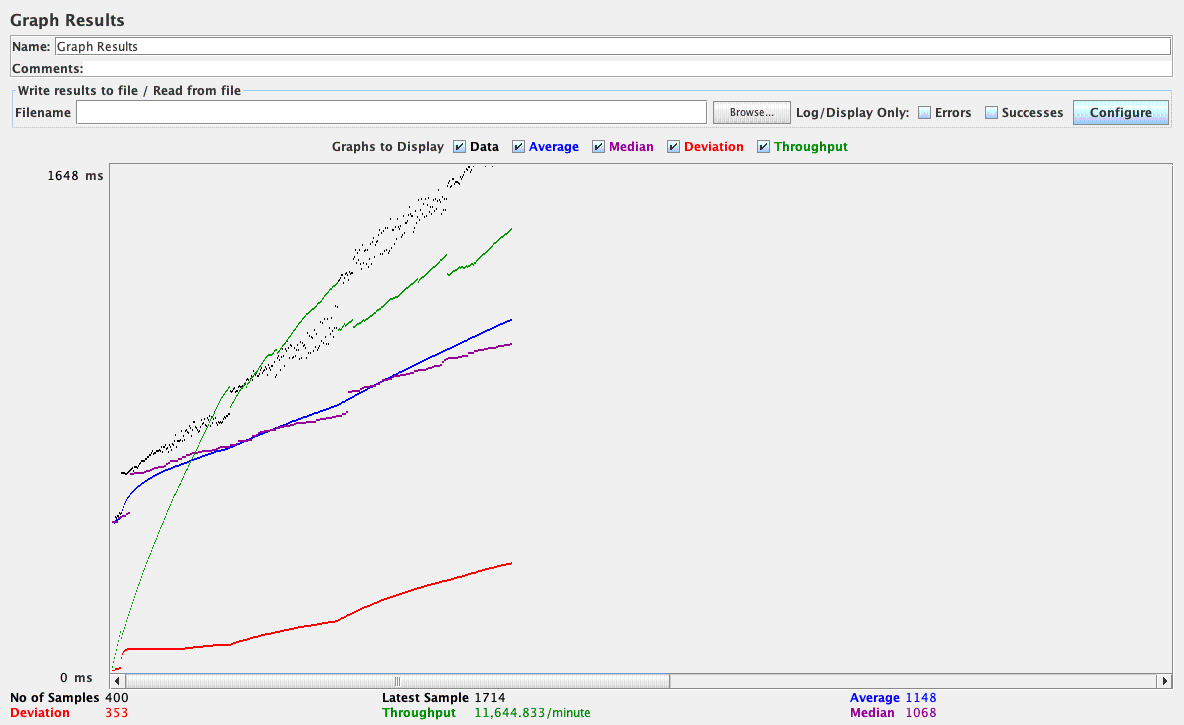 Graph Results
Name: Graph Results
Comments:
Write results to file / Read from file
Filename Browse... Log/Display Only: Errors Successes Configure
Graphs to Display Data Average Median Deviation Throughput
1648 ms
0 ms
No of Samples 400 Latest Sample 1714 Average 1148
Deviation 353 Throughput 11,644.833/minute Median 1068